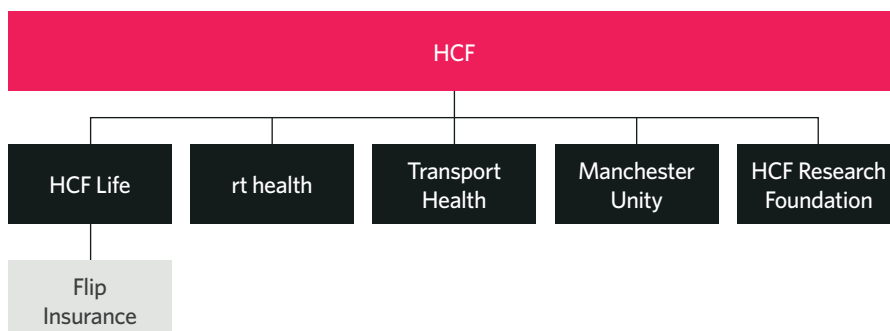 HCF
HCF Life
rt health
Transport
Health
Manchester
Unity
HCF Research
Foundation
Flip
Insurance